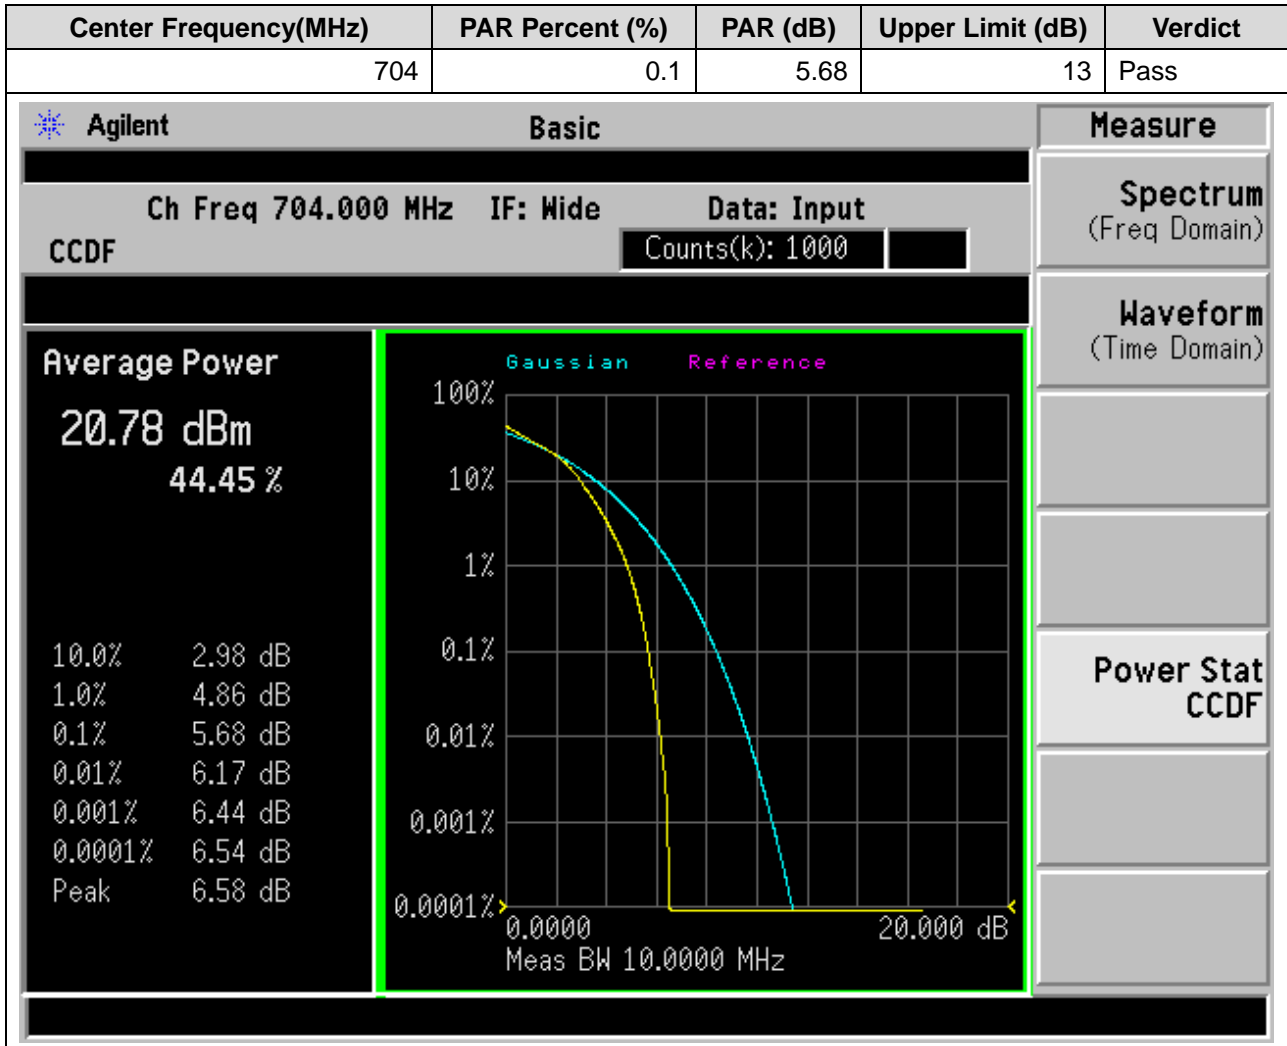 Center Frequency(MHz) PAR Percent (%) PAR (dB) Upper Limit (dB) Verdict
704 0.1 5.68 13 Pass
Agilent Basic Measure
Ch Freq 704.000 MHz IF: Wide Data: Input
CCDF Counts(k): 1000
Spectrum
(Freq Domain)
Waveform
(Time Domain)
Power Stat
CCDF
Average Power
20.78 dBm
44.45 %
10.0% 2.98 dB
1.0% 4.86 dB
0.1% 5.68 dB
0.01% 6.17 dB
0.001% 6.44 dB
0.0001% 6.54 dB
Peak 6.58 dB
Gaussian Reference
100%
10%
1%
0.1%
0.01%
0.001%
0.0001%
0.0000 20.000 dB
Meas BW 10.0000 MHz